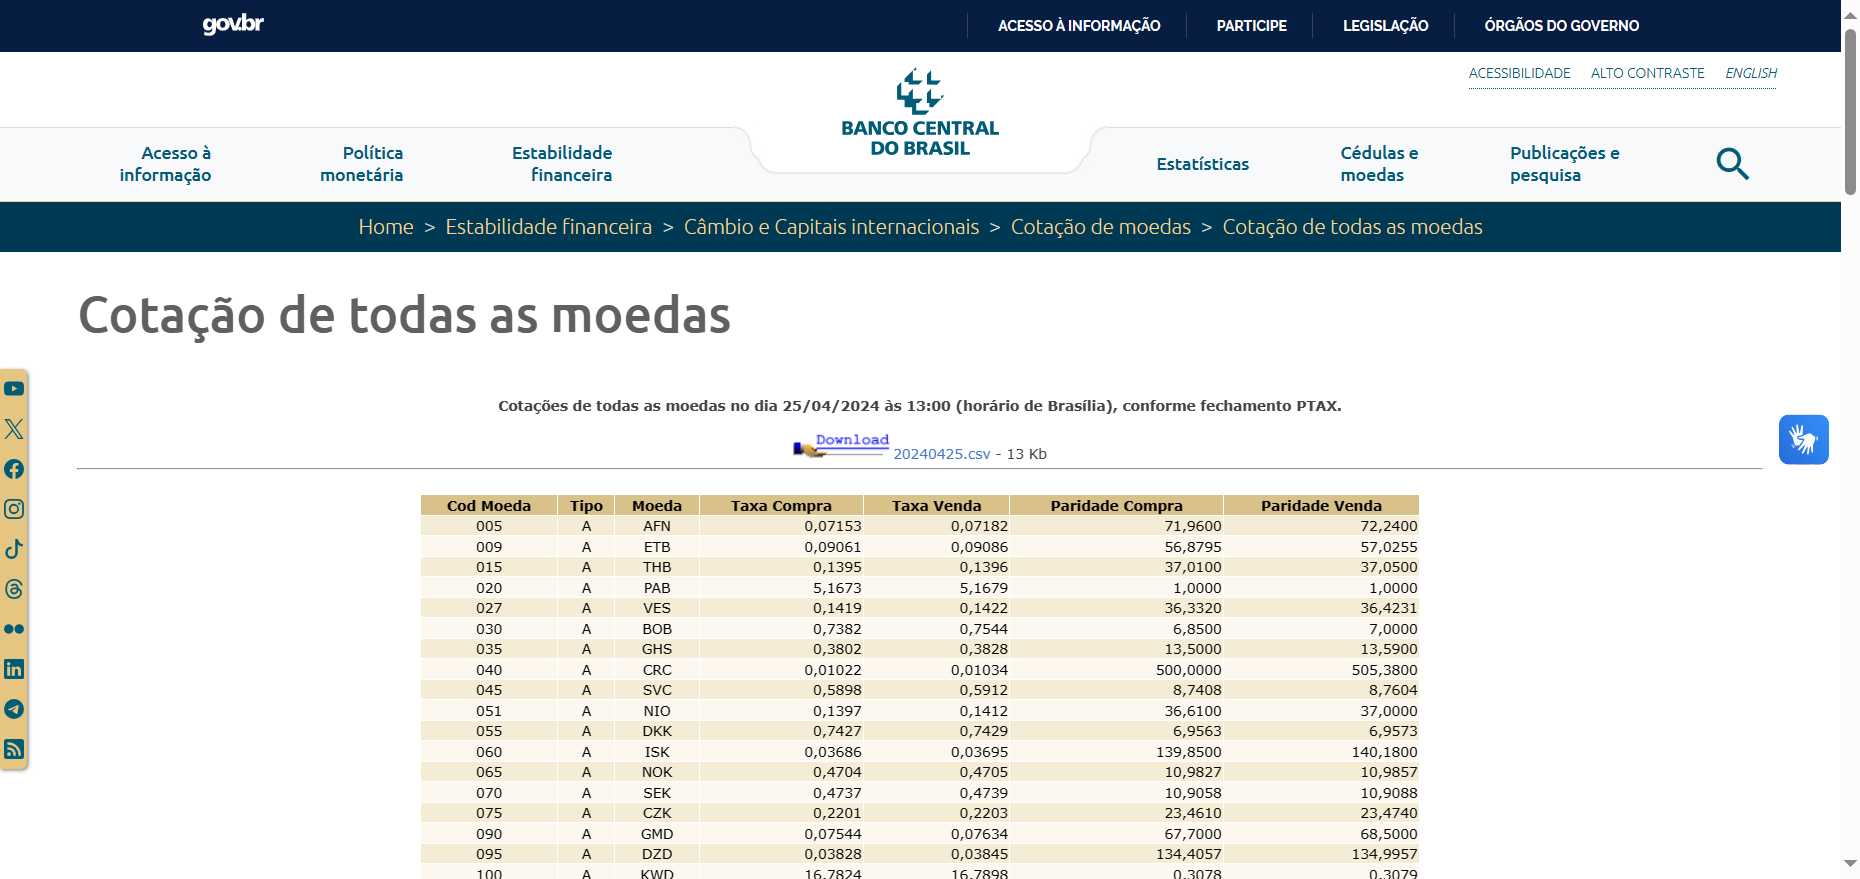 gov.br
ACESSO À INFORMAÇÃO PARTICIPE LEGISLAÇÃO ÓRGÃOS DO GOVERNO
ACESSIBILIDADE ALTO CONTRASTE ENGLISH
BANCO CENTRAL
DO BRASIL
Acesso à
informação
Política
monetária
Estabilidade
financeira
Estatísticas
Cédulas e
moedas
Publicações e
pesquisa
Home > Estabilidade financeira > Câmbio e Capitais internacionais > Cotação de moedas > Cotação de todas as moedas
Cotação de todas as moedas
Cotações de todas as moedas no dia 25/04/2024 às 13:00 (horário de Brasília), conforme fechamento PTAX.
Download 20240425.csv - 13 Kb
Cod Moeda Tipo Moeda Taxa Compra Taxa Venda Paridade Compra Paridade Venda
005 A AFN 0,07153 0,07182 71,9600 72,2400
009 A ETB 0,09061 0,09086 56,8795 57,0255
015 A THB 0,1395 0,1396 37,0100 37,0500
020 A PAB 5,1673 5,1679 1,0000 1,0000
027 A VES 0,1419 0,1422 36,3320 36,4231
030 A BOB 0,7382 0,7544 6,8500 7,0000
035 A GHS 0,3802 0,3828 13,5000 13,5900
040 A CRC 0,01022 0,01034 500,0000 505,3800
045 A SVC 0,5898 0,5912 8,7408 8,7604
051 A NIO 0,1397 0,1412 36,6100 37,0000
055 A DKK 0,7427 0,7429 6,9563 6,9573
060 A ISK 0,03686 0,03695 139,8500 140,1800
065 A NOK 0,4704 0,4705 10,9827 10,9857
070 A SEK 0,4737 0,4739 10,9058 10,9088
075 A CZK 0,2201 0,2203 23,4610 23,4740
090 A GMD 0,07544 0,07634 67,7000 68,5000
095 A DZD 0,03828 0,03845 134,4057 134,9957
100 A KWD 16,7824 16,7898 0,3078 0,3079